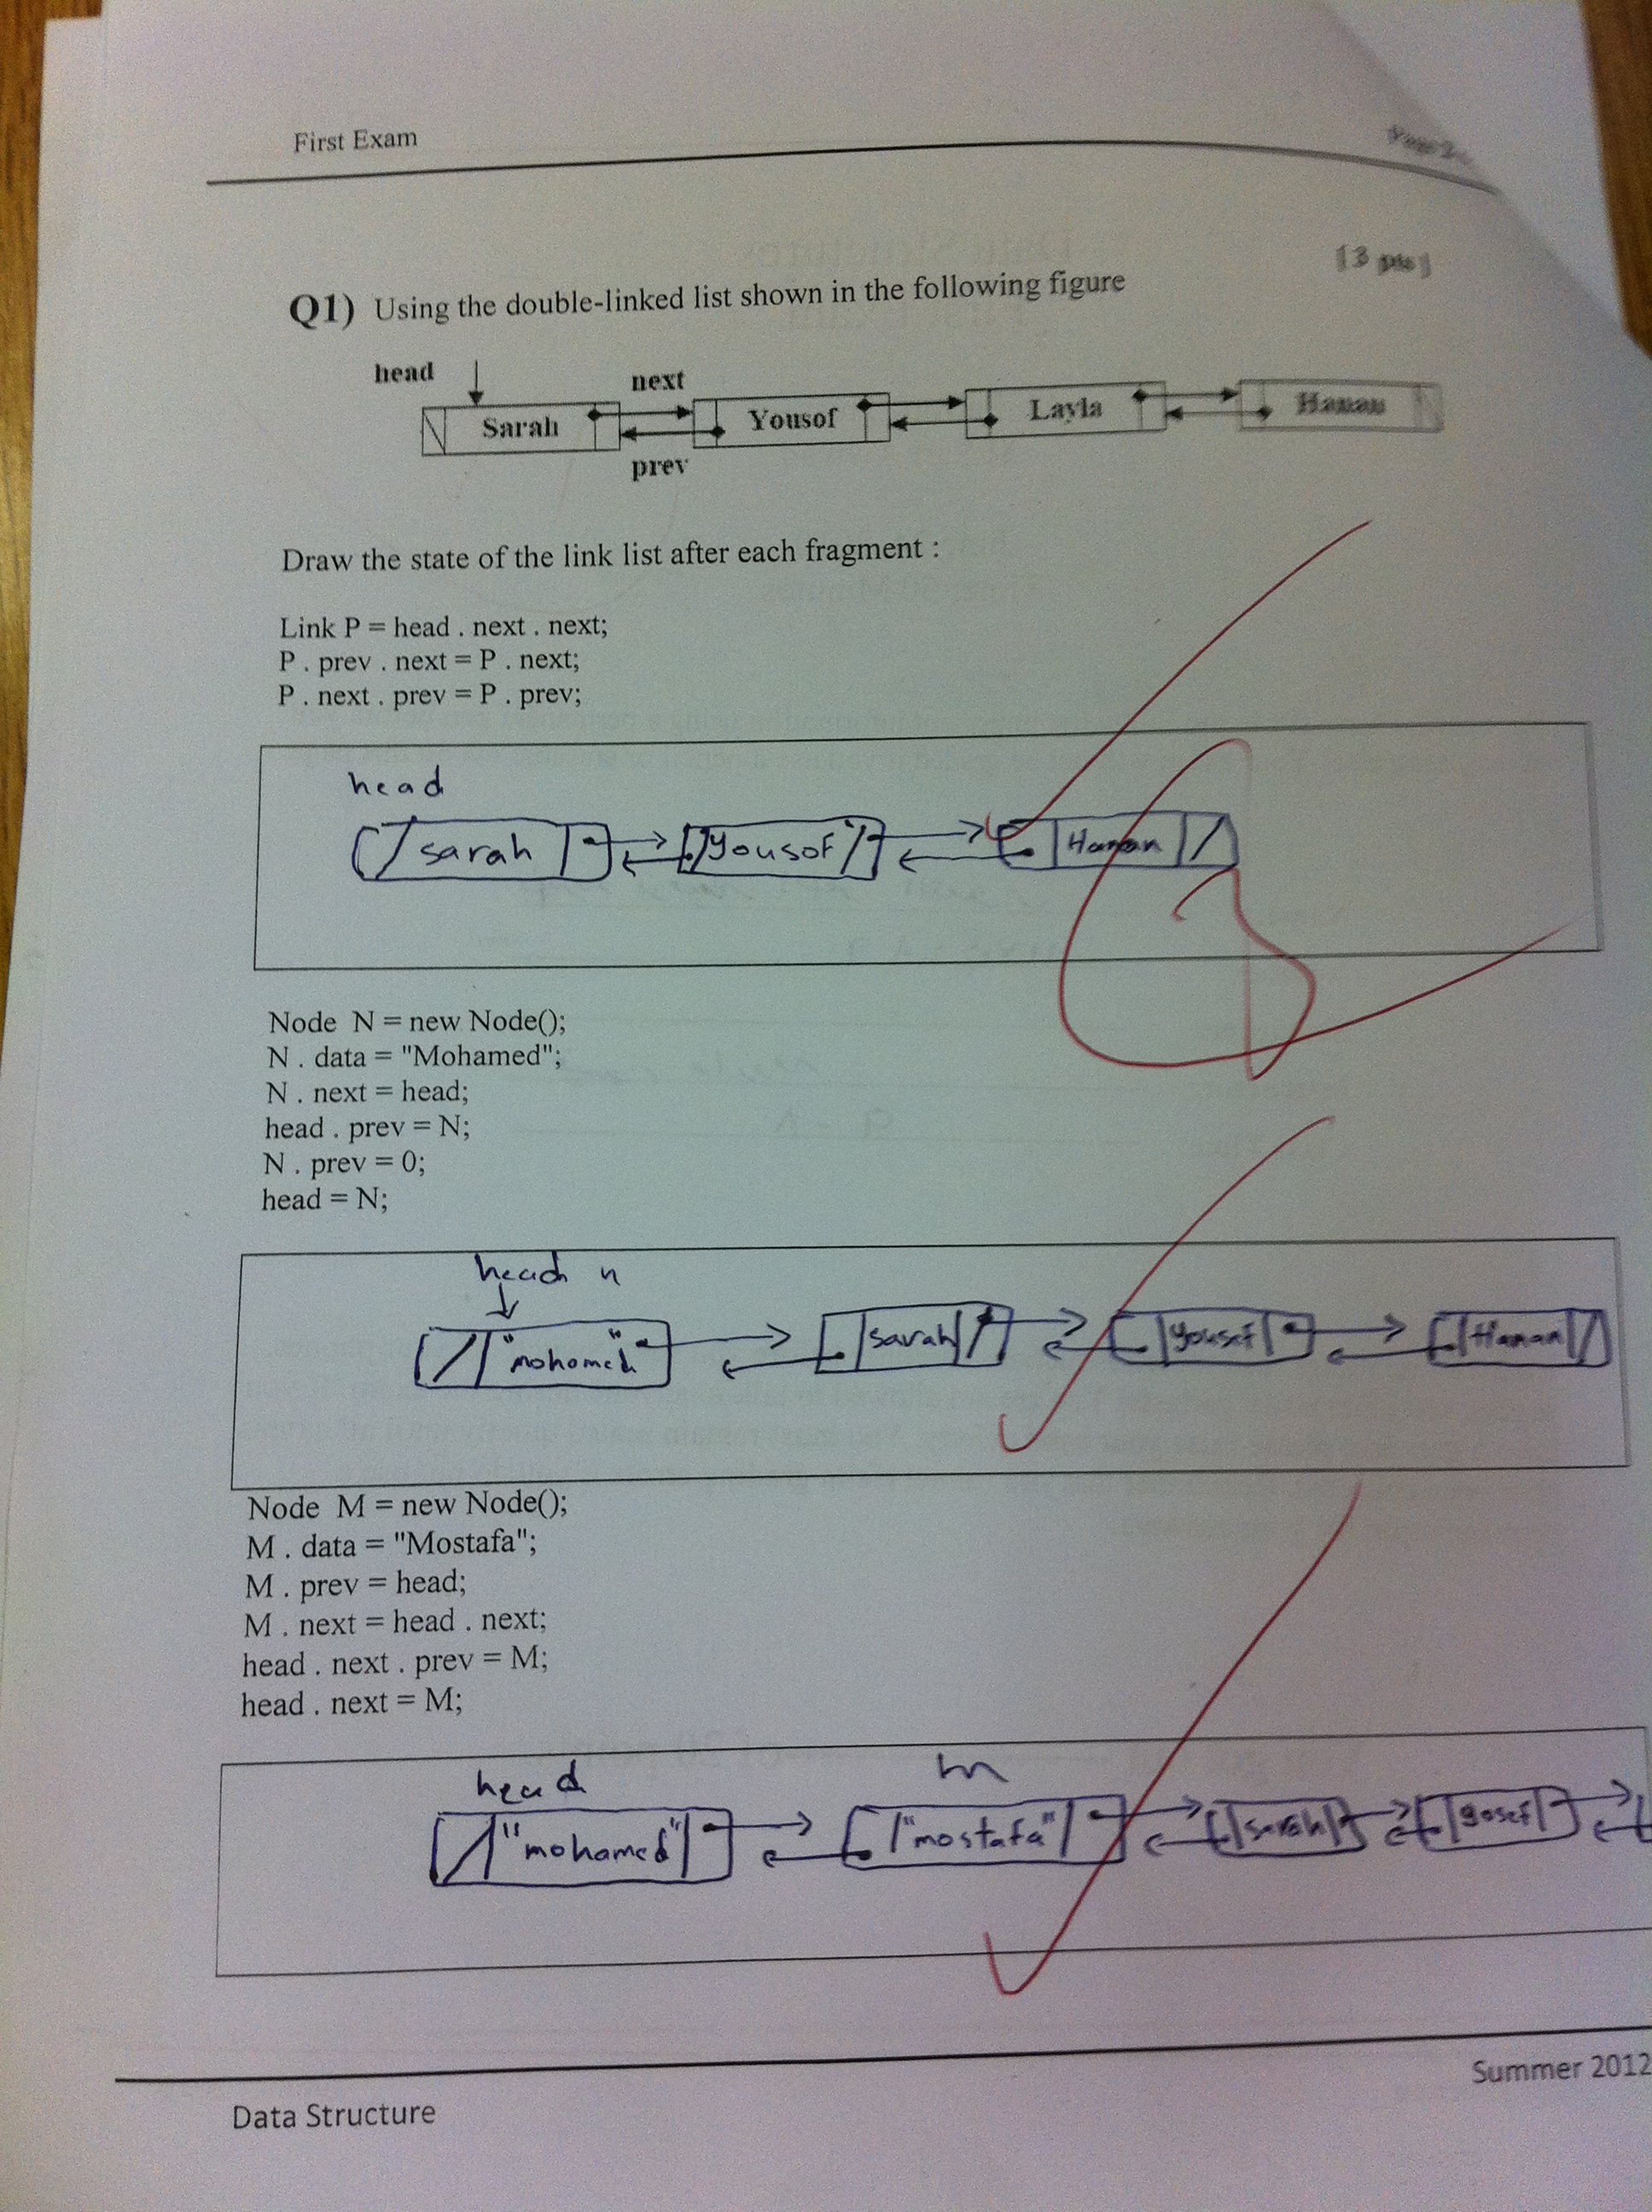 First Exam
[3 pts]
Q1) Using the double-linked list shown in the following figure
head
next
Sarah Yousof Layla Hanan
prev
Draw the state of the link list after each fragment :
Link P = head . next . next;
P . prev . next = P . next;
P . next . prev = P . prev;
head
sarah yousof Hanan
Node N = new Node();
N . data = "Mohamed";
N . next = head;
head . prev = N;
N . prev = 0;
head = N;
head n
"mohamed" sarah yousef Hanan
Node M = new Node();
M . data = "Mostafa";
M . prev = head;
M . next = head . next;
head . next . prev = M;
head . next = M;
head m
"mohamed" "mostafa" sarah yosef
Summer 2012
Data Structure